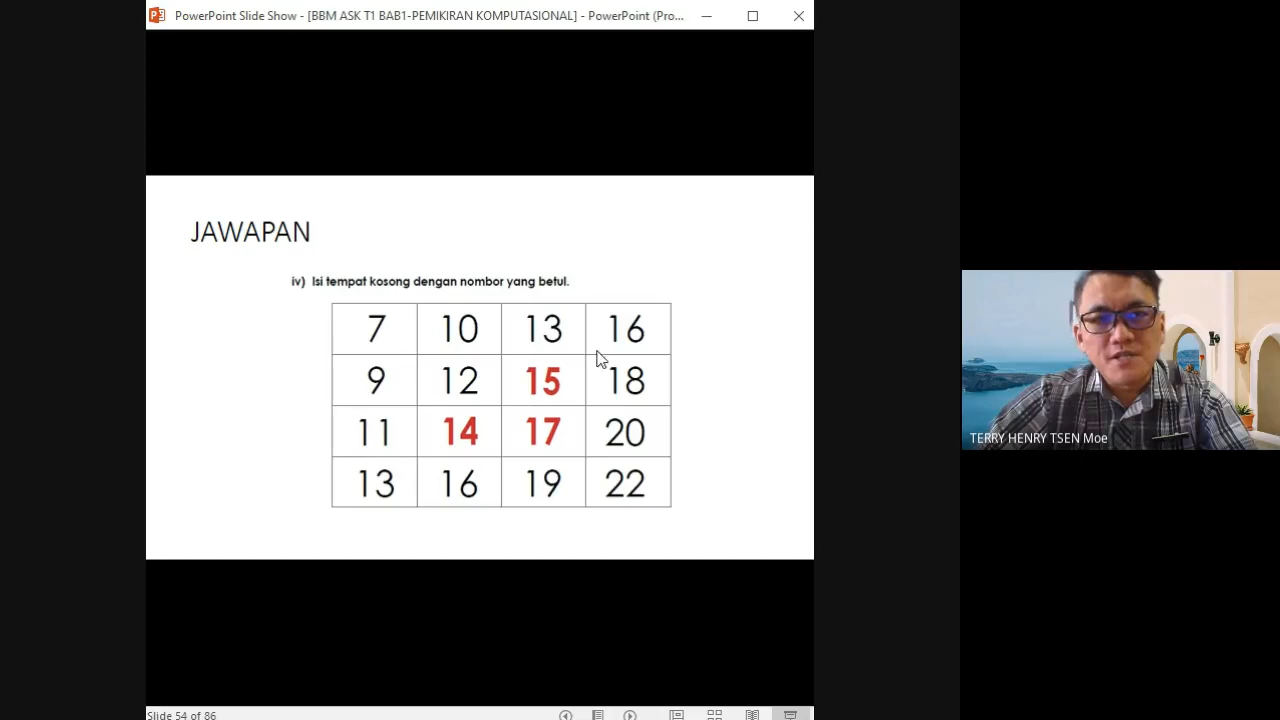 PowerPoint Slide Show - [BBM ASK T1 BAB1-PEMIKIRAN KOMPUTASIONAL] - PowerPoint (Pro...
JAWAPAN
iv) Isi tempat kosong dengan nombor yang betul.
7 10 13 16
9 12 15 18
11 14 17 20
13 16 19 22
TERRY HENRY TSEN Moe
Slide 54 of 86